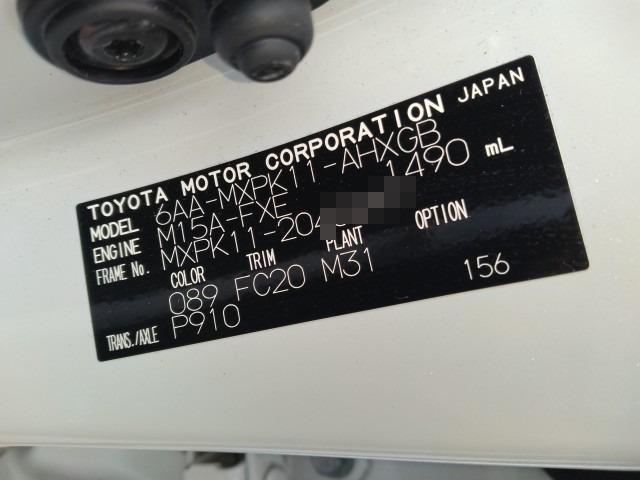 TOYOTA MOTOR CORPORATION JAPAN
MODEL 6AA-MXPK11-AHXGB
ENGINE M15A-FXE 1490 mL
FRAME No. MXPK11-204
COLOR TRIM PLANT OPTION
089 FC20 M31
TRANS./AXLE P910 156